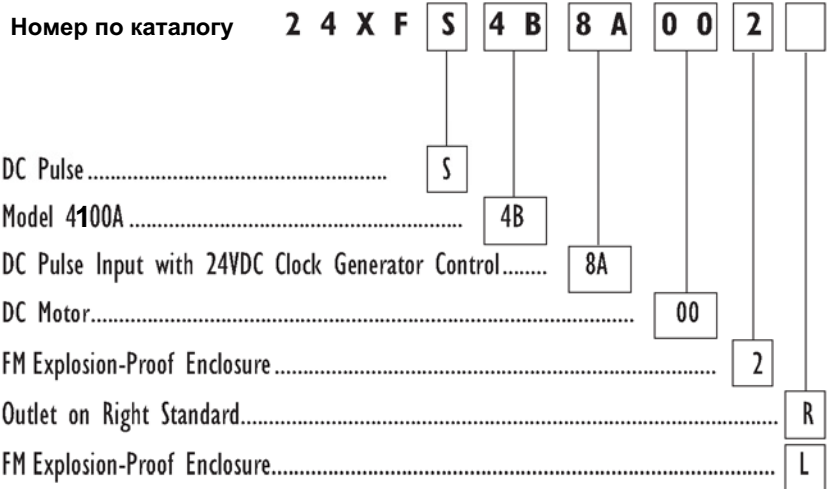 Номер по каталогу 2 4 X F S 4 B 8 A 0 0 2
DC Pulse................................................... S
Model 4100A......................................................... 4B
DC Pulse Input with 24VDC Clock Generator Control........ 8A
DC Motor............................................................................................. 00
FM Explosion-Proof Enclosure........................................................................... 2
Outlet on Right Standard........................................................................................... R
FM Explosion-Proof Enclosure..................................................................................... L